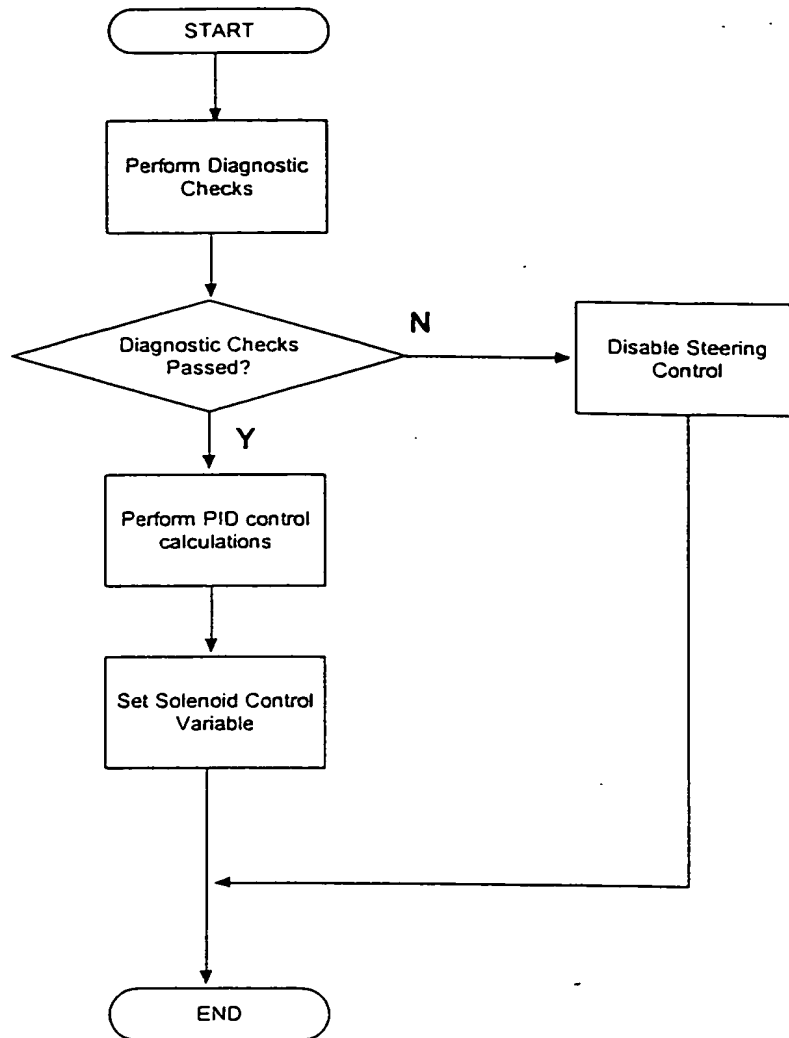 START
Perform Diagnostic
Checks
Diagnostic Checks
Passed?
N
Disable Steering
Control
Y
Perform PID control
calculations
Set Solenoid Control
Variable
END